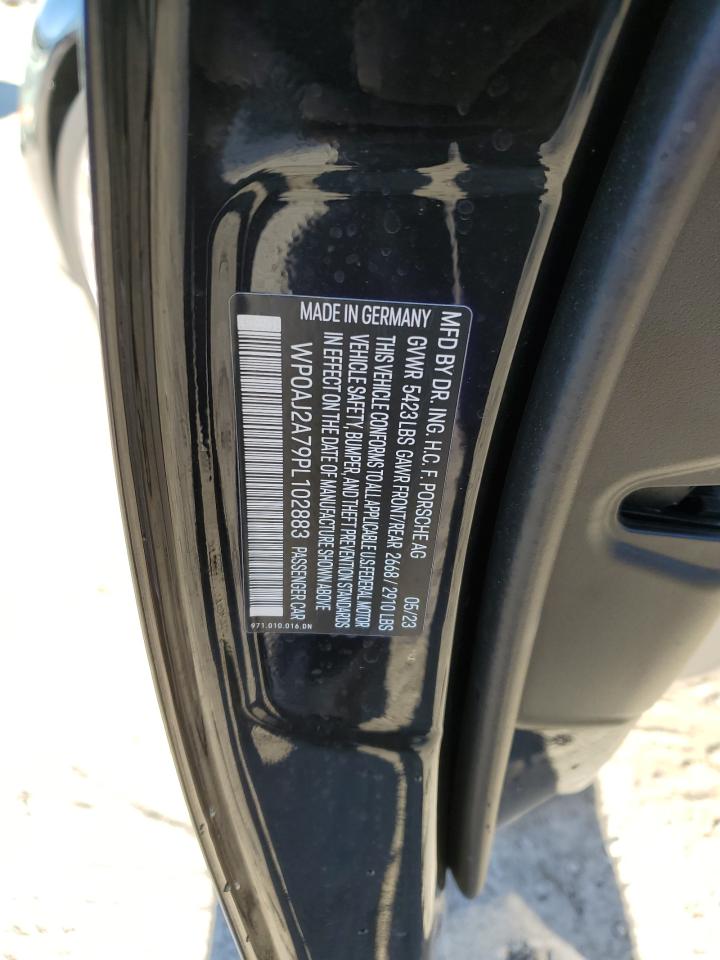 MFD BY DR. ING. H.C. F. PORSCHE AG 05/23
GVWR 5423 LBS GAWR FRONT/REAR 2668 / 2910 LBS
THIS VEHICLE CONFORMS TO ALL APPLICABLE U.S FEDERAL MOTOR
VEHICLE SAFETY, BUMPER, AND THEFT PREVENTION STANDARDS
IN EFFECT ON THE DATE OF MANUFACTURE SHOWN ABOVE
WP0AJ2A79PL102883 PASSENGER CAR
MADE IN GERMANY
971.010.016.DN